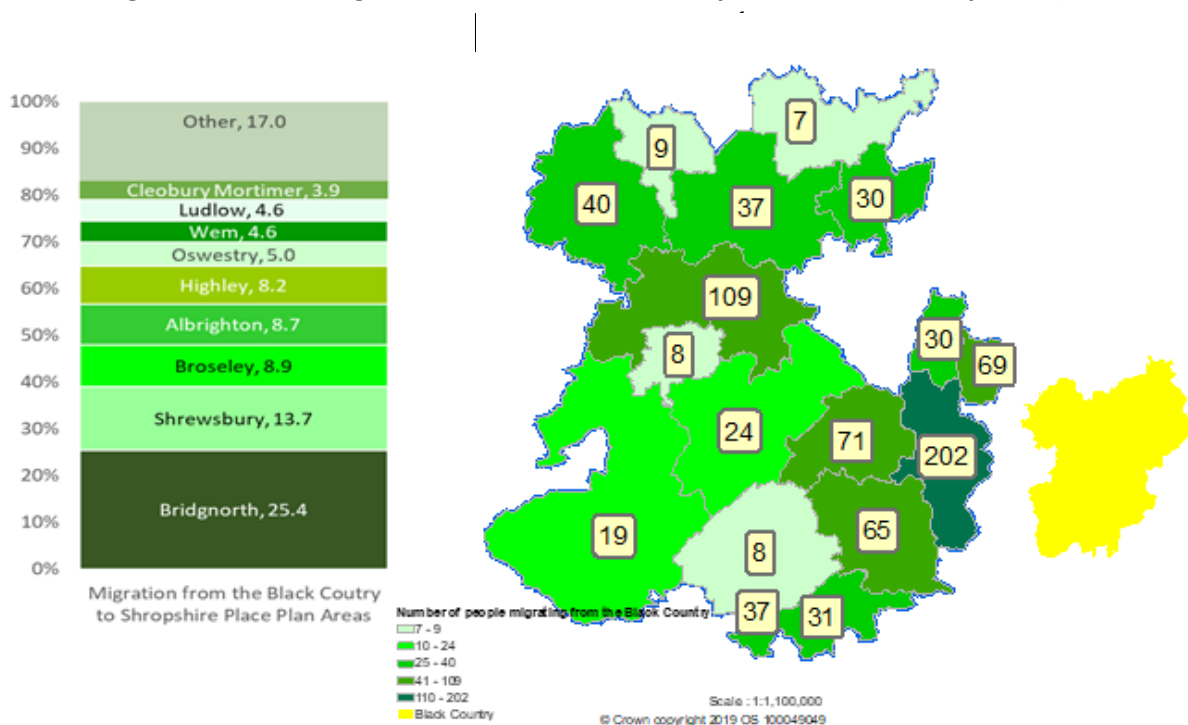 100%
90%
80%
70%
60%
50%
40%
30%
20%
10%
0%
Other, 17.0
Cleobury Mortimer, 3.9
Ludlow, 4.6
Wem, 4.6
Oswestry, 5.0
Highley, 8.2
Albrighton, 8.7
Broseley, 8.9
Shrewsbury, 13.7
Bridgnorth, 25.4
Migration from the Black Coutry
to Shropshire Place Plan Areas
7
9
40
37
30
109
8
30
69
24
71
202
19
8
65
37
31
Number of people migrating from the Black Country
7 - 9
10 - 24
25 - 40
41 - 109
110 - 202
Black Country
Scale : 1:1,100,000
© Crown copyright 2019 OS 100049049